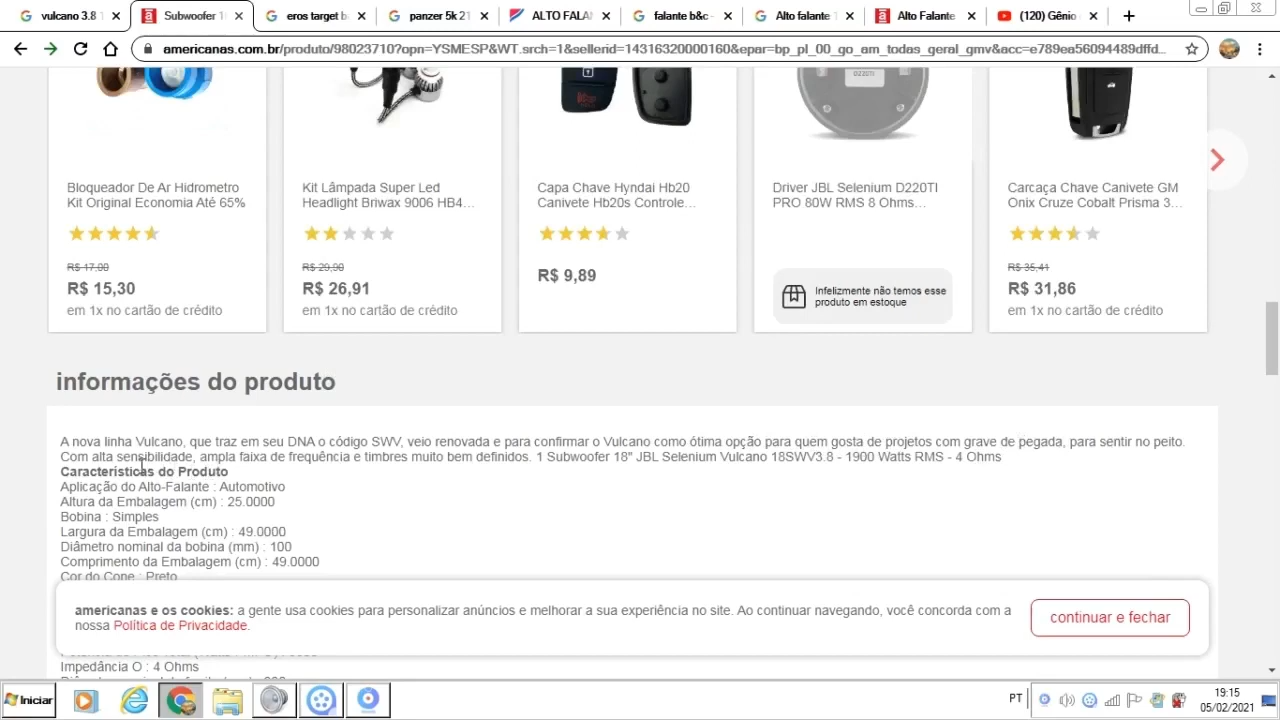 vulcano 3.8 1
Subwoofer 1
eros target b
panzer 5k 21
ALTO FALA
falante b&c -
Alto falante 1
Alto Falante
(120) Gênio
americanas.com.br/produto/98023710?opn=YSMESP&WT.srch=1&sellerid=14316320000160&epar=bp_pl_00_go_am_todas_geral_gmv&acc=e789ea56094489dffd...
D220TI
Bloqueador De Ar Hidrometro
Kit Original Economia Até 65%
R$ 17,00
R$ 15,30
em 1x no cartão de crédito
Kit Lâmpada Super Led
Headlight Briwax 9006 HB4...
R$ 29,90
R$ 26,91
em 1x no cartão de crédito
Capa Chave Hyndai Hb20
Canivete Hb20s Controle...
R$ 9,89
Driver JBL Selenium D220TI
PRO 80W RMS 8 Ohms...
Infelizmente não temos esse
produto em estoque
Carcaça Chave Canivete GM
Onix Cruze Cobalt Prisma 3...
R$ 35,41
R$ 31,86
em 1x no cartão de crédito
informações do produto
A nova linha Vulcano, que traz em seu DNA o código SWV, veio renovada e para confirmar o Vulcano como ótima opção para quem gosta de projetos com grave de pegada, para sentir no peito.
Com alta sensibilidade, ampla faixa de frequência e timbres muito bem definidos. 1 Subwoofer 18" JBL Selenium Vulcano 18SWV3.8 - 1900 Watts RMS - 4 Ohms
Características do Produto
Aplicação do Alto-Falante : Automotivo
Altura da Embalagem (cm) : 25.0000
Bobina : Simples
Largura da Embalagem (cm) : 49.0000
Diâmetro nominal da bobina (mm) : 100
Comprimento da Embalagem (cm) : 49.0000
Cor do Cone : Preto
americanas e os cookies: a gente usa cookies para personalizar anúncios e melhorar a sua experiência no site. Ao continuar navegando, você concorda com a
nossa Política de Privacidade.
continuar e fechar
Impedância O : 4 Ohms
Iniciar
PT
19:15
05/02/2021